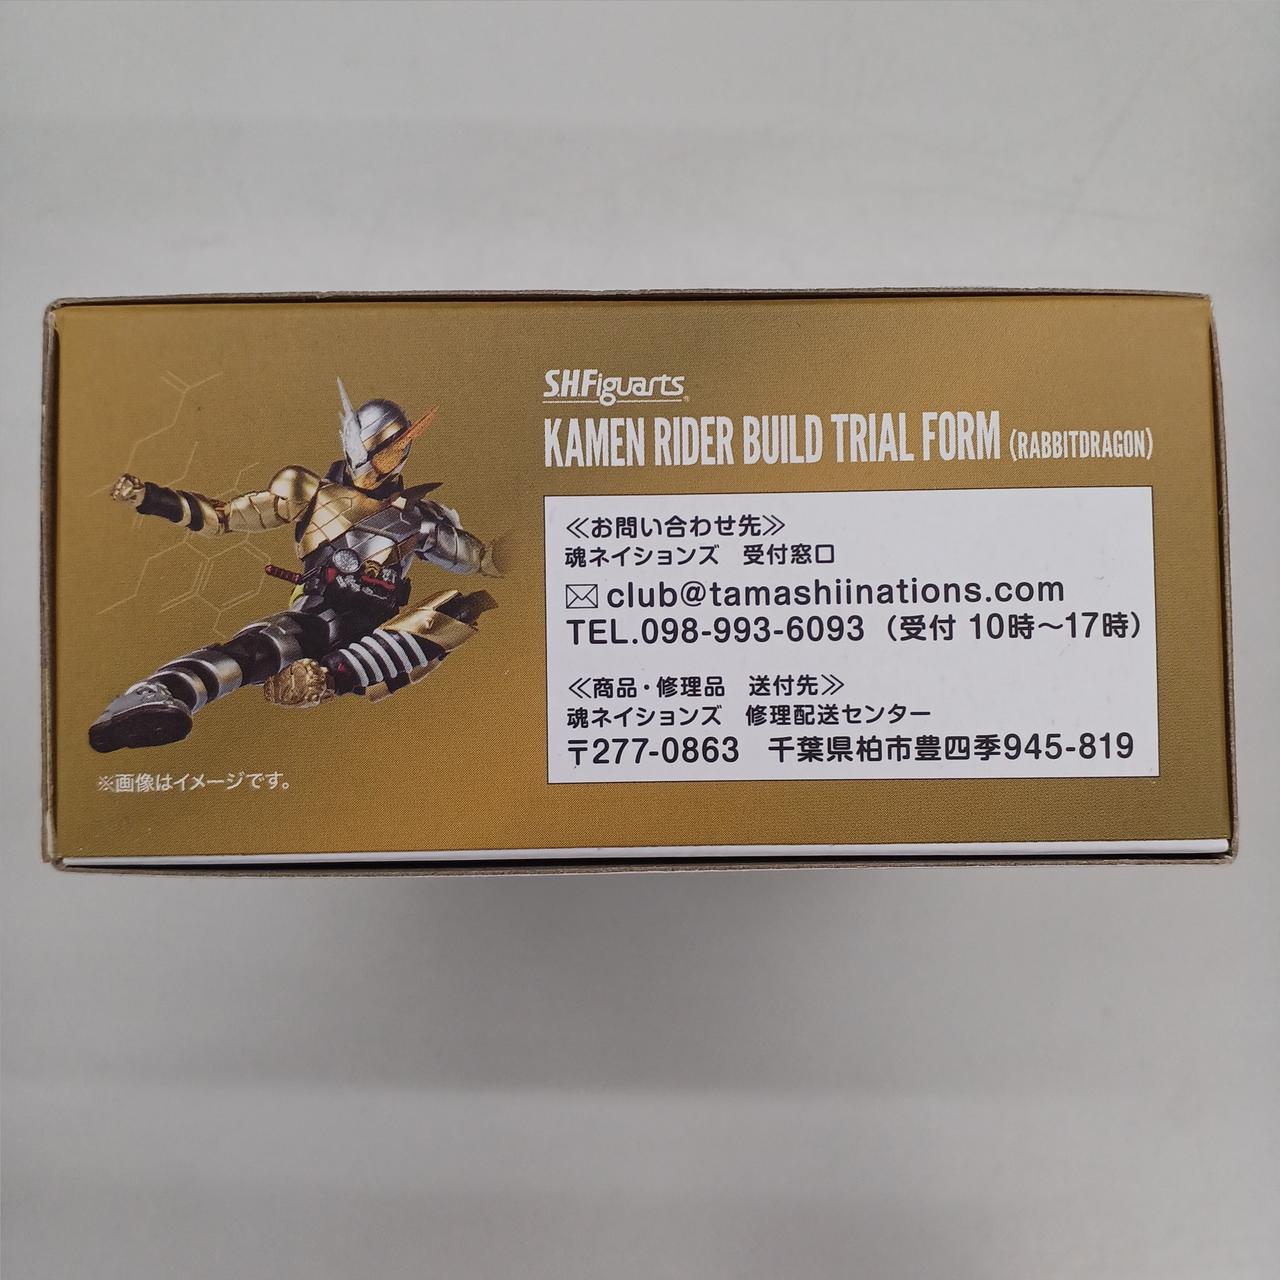 S.H.Figuarts
KAMEN RIDER BUILD TRIAL FORM (RABBITDRAGON)
≪お問い合わせ先≫
魂ネイションズ 受付窓口
club@tamashiinations.com
TEL.098-993-6093 (受付 10時〜17時)
≪商品・修理品 送付先≫
魂ネイションズ 修理配送センター
〒277-0863 千葉県柏市豊四季945-819
※画像はイメージです。